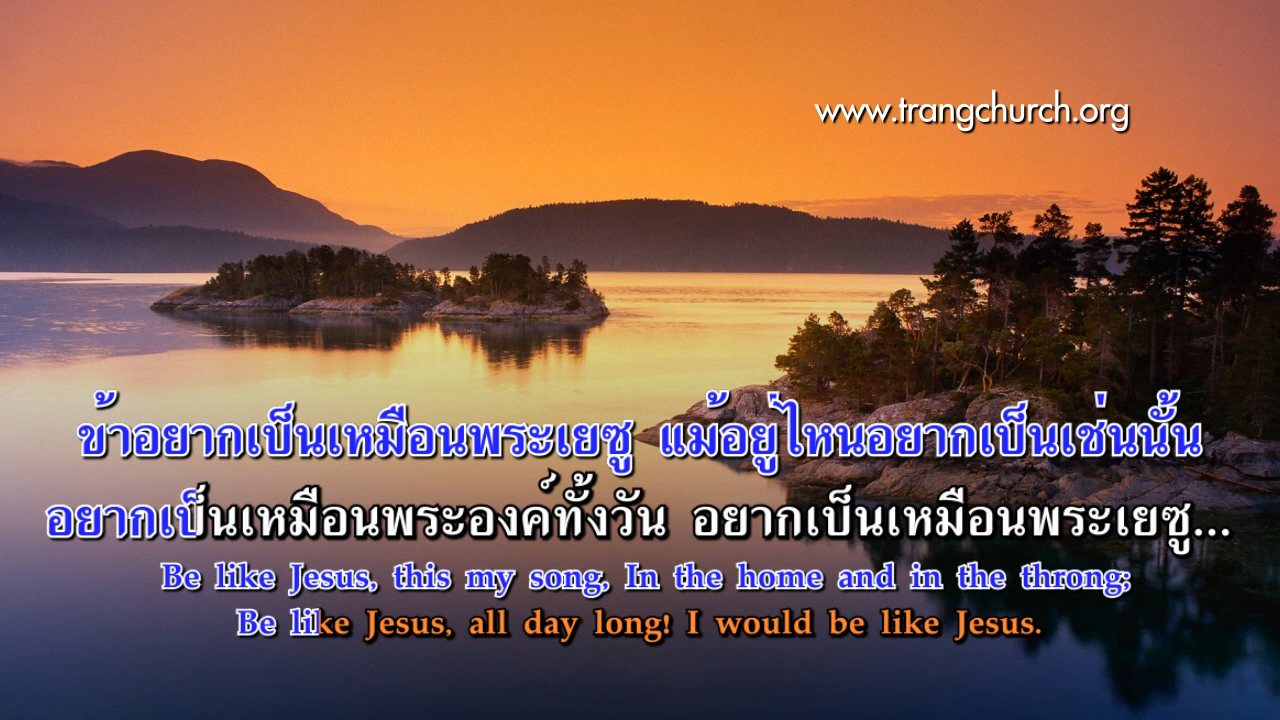 www.trangchurch.org
ข้าอยากเป็นเหมือนพระเยซู แม้อยู่ไหนอยากเป็นเช่นนั้น
อยากเป็นเหมือนพระองค์ทั้งวัน อยากเป็นเหมือนพระเยซู...
Be like Jesus, this my song, In the home and in the throng;
Be like Jesus, all day long! I would be like Jesus.